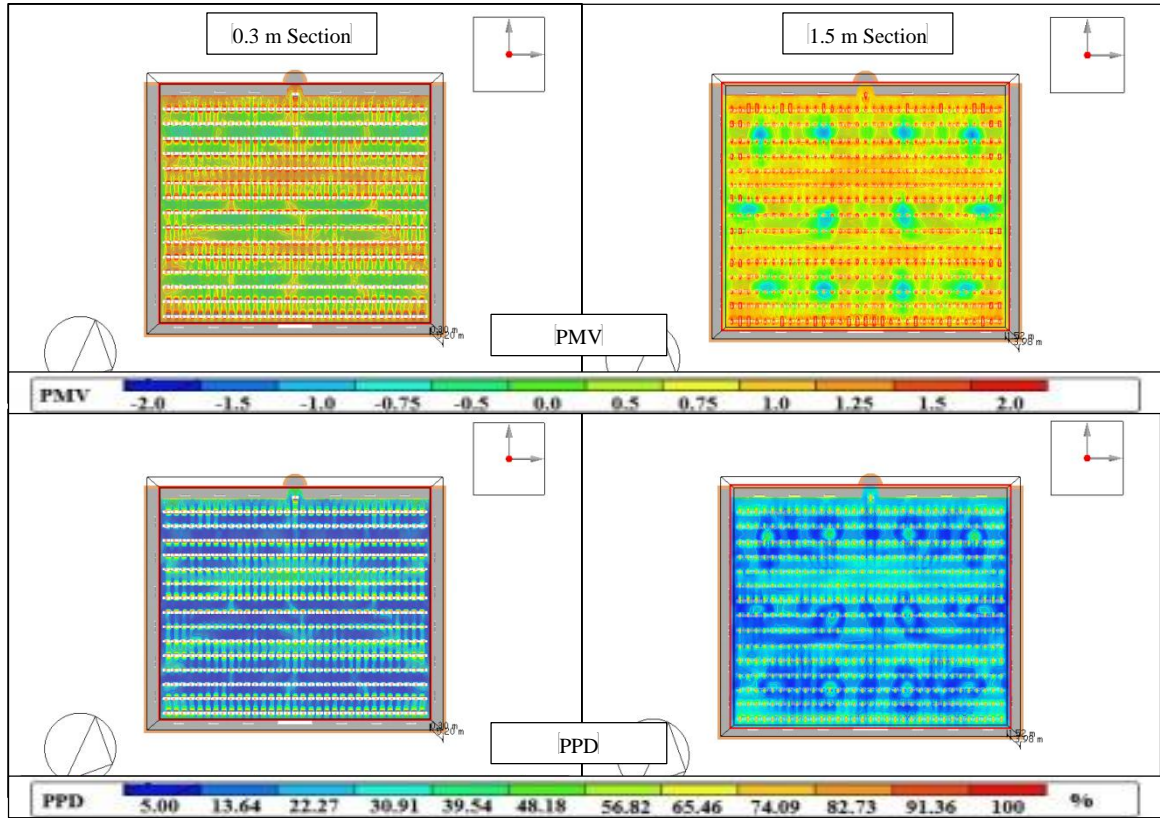 0.3 m Section
1.5 m Section
PMV
PMV -2.0 -1.5 -1.0 -0.75 -0.5 0.0 0.5 0.75 1.0 1.25 1.5 2.0
PPD
PPD 5.00 13.64 22.27 30.91 39.54 48.18 56.82 65.46 74.09 82.73 91.36 100 %